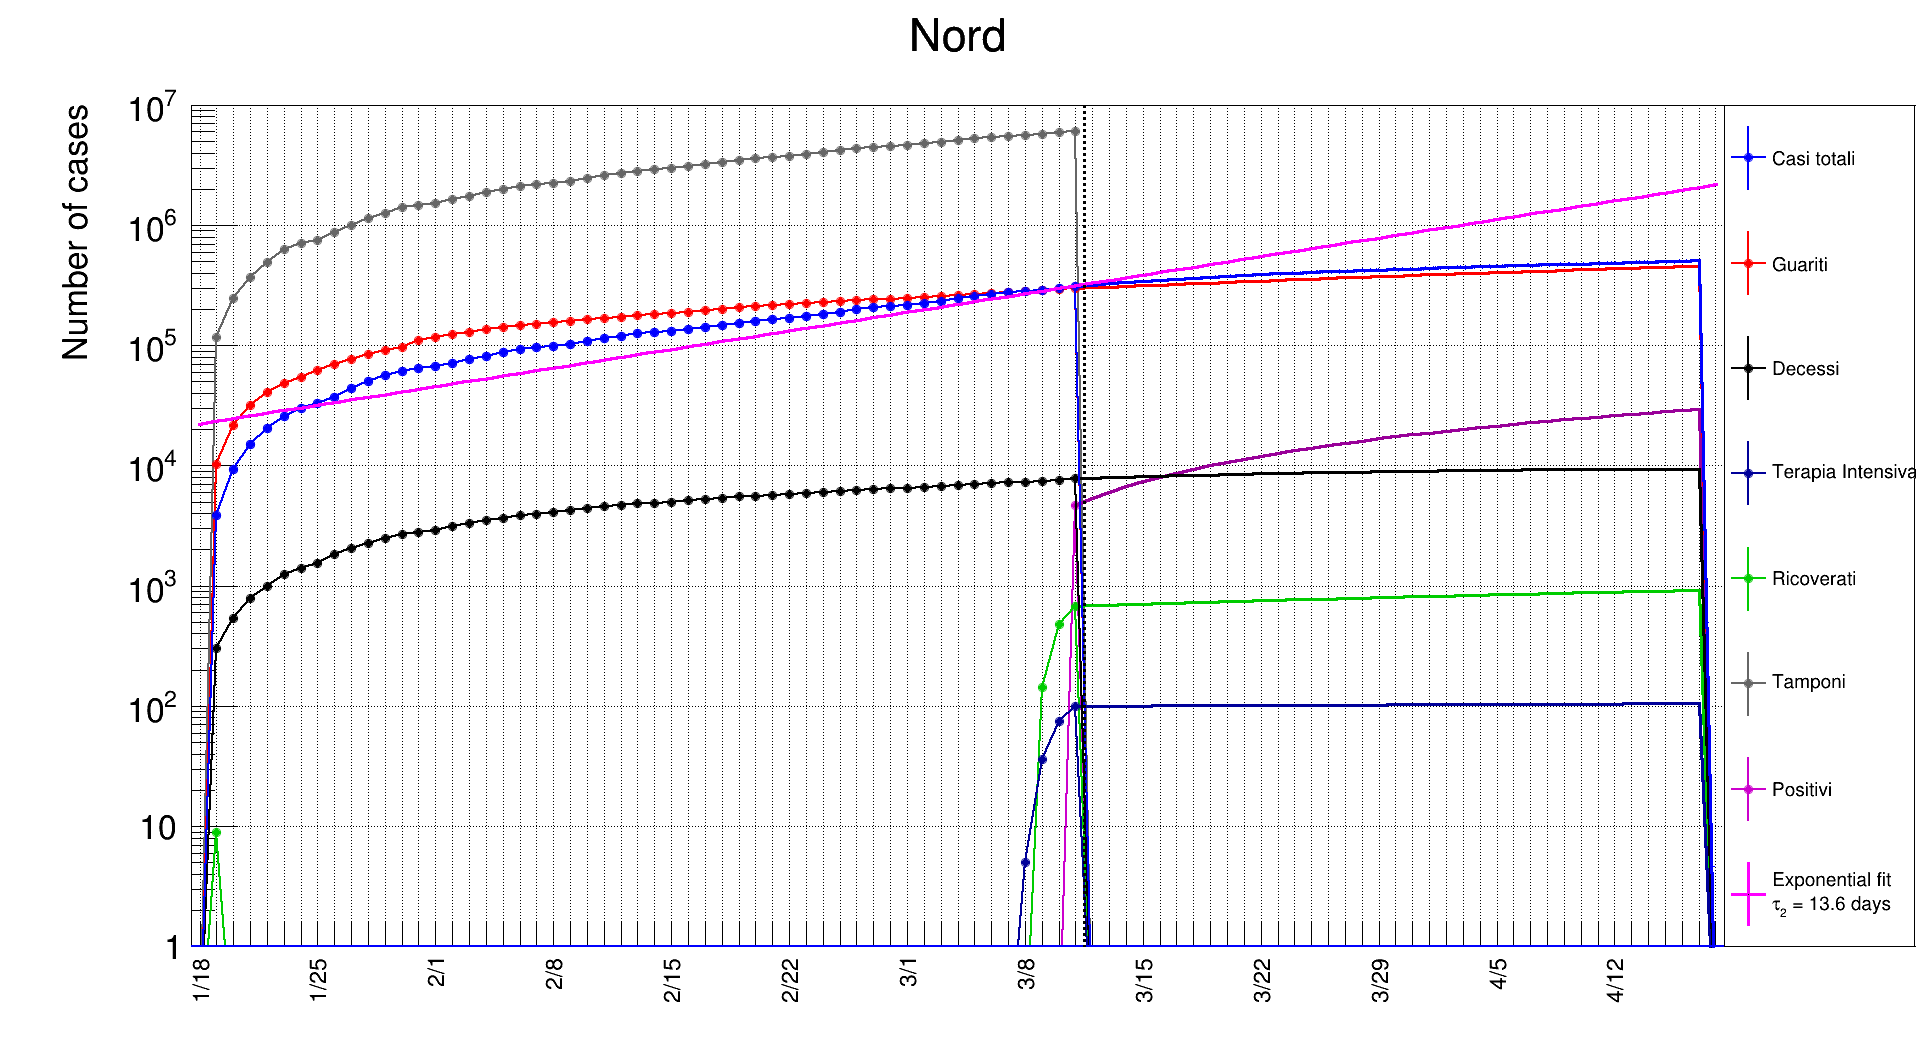 Nord
Number of cases
10^7
10^6
10^5
10^4
10^3
10^2
10
1
1/18
1/25
2/1
2/8
2/15
2/22
3/1
3/8
3/15
3/22
3/29
4/5
4/12
Casi totali
Guariti
Decessi
Terapia Intensiva
Ricoverati
Tamponi
Positivi
Exponential fit
τ₂ = 13.6 days